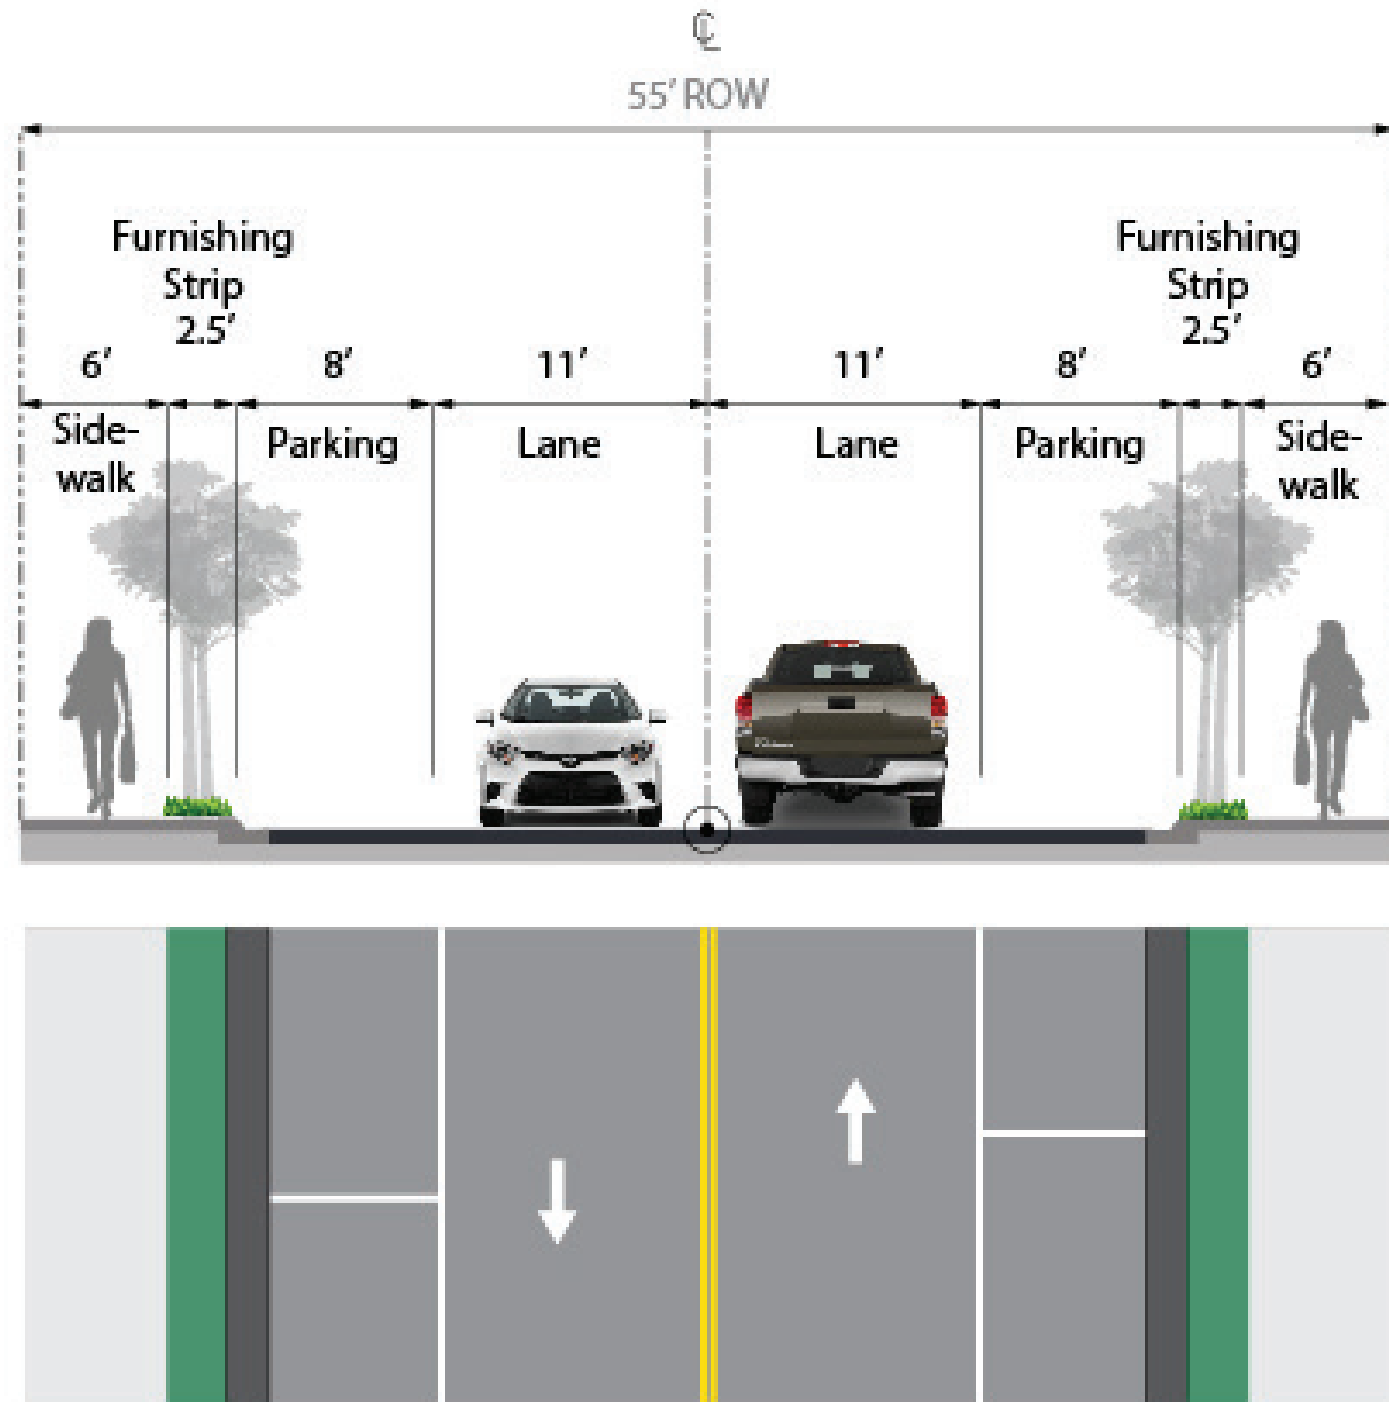 ℄
55' ROW
Furnishing
Strip
2.5'
Furnishing
Strip
2.5'
6'
8'
11'
11'
8'
6'
Side-
walk
Parking
Lane
Lane
Parking
Side-
walk